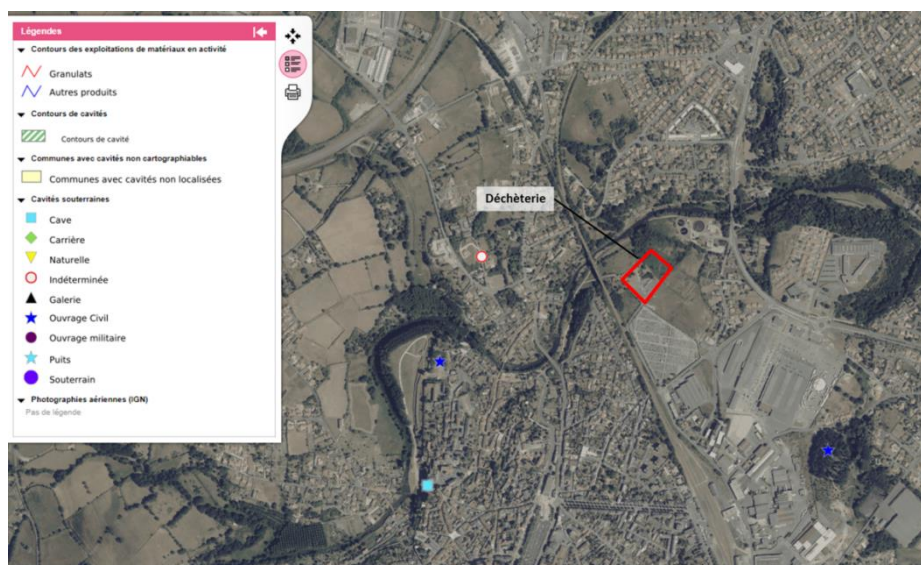 Légendes
Contours des exploitations de matériaux en activité
Granulats
Autres produits
Contours de cavités
Contours de cavité
Communes avec cavités non cartographiables
Communes avec cavités non localisées
Cavités souterraines
Cave
Carrière
Naturelle
Indéterminée
Galerie
Ouvrage Civil
Ouvrage militaire
Puits
Souterrain
Photographies aériennes (IGN)
Pas de légende
Déchèterie